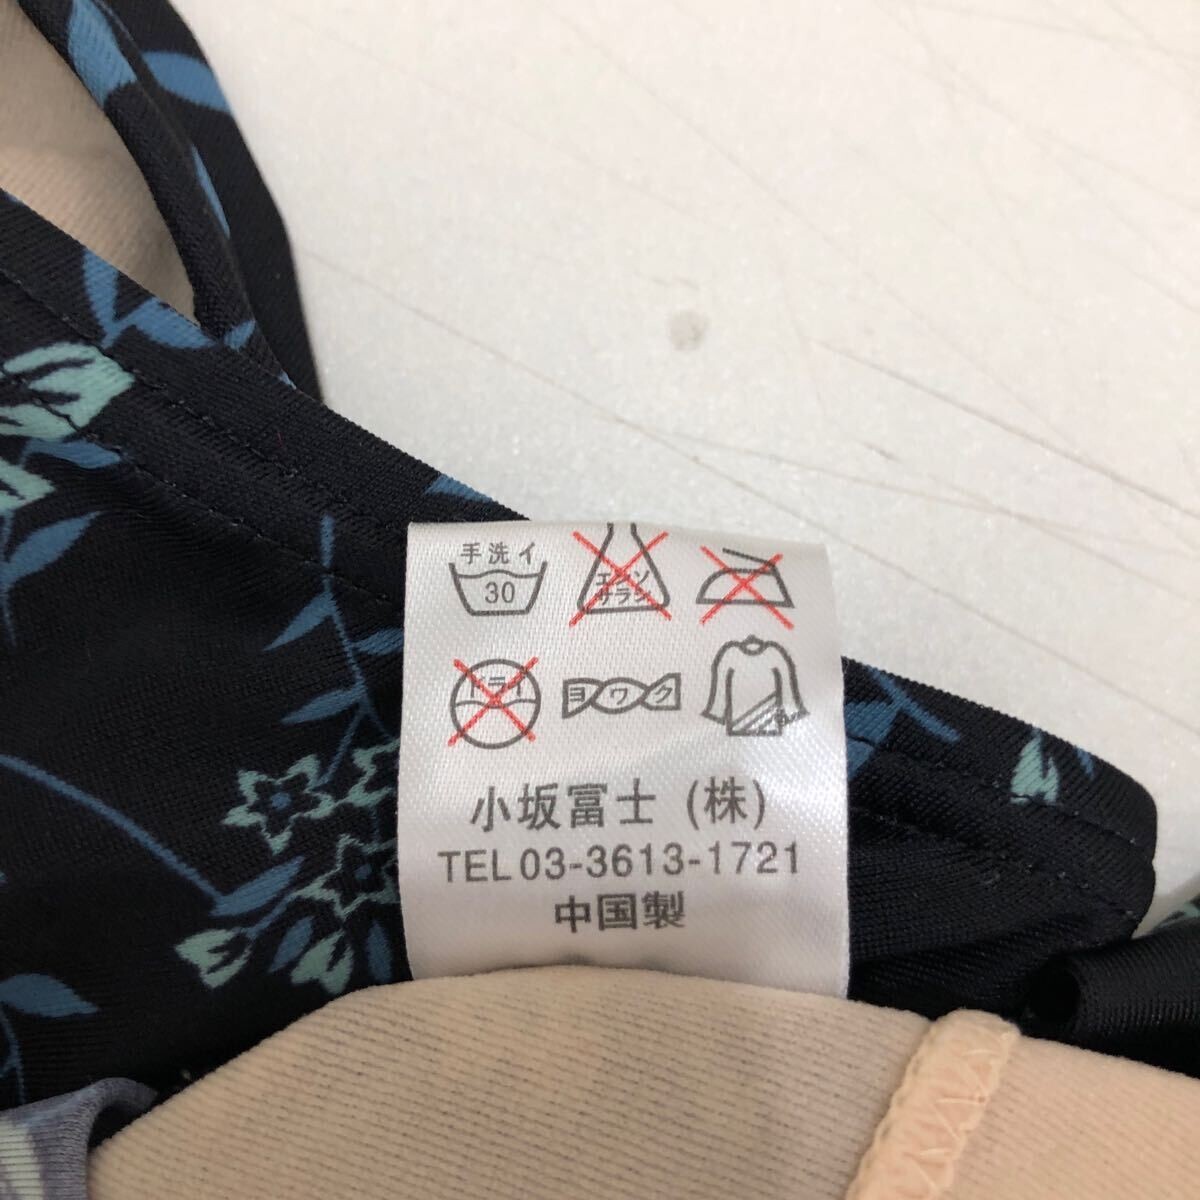 手洗イ
30
エンソ
サラシ
ドライ
ヨワク
小坂富士 (株)
TEL 03-3613-1721
中国製